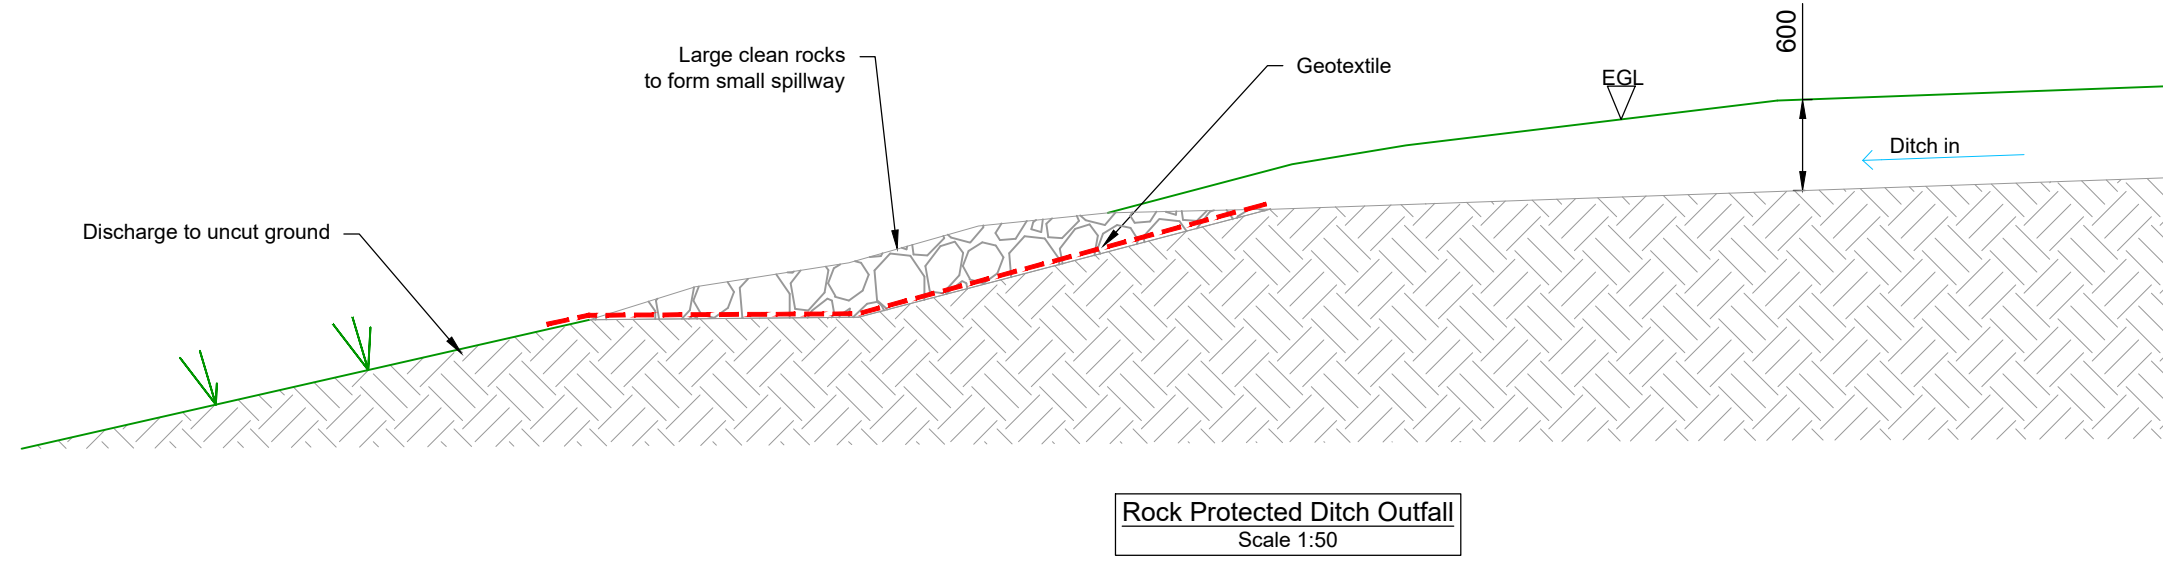 Large clean rocks
to form small spillway
Geotextile
EGL
600
Ditch in
Discharge to uncut ground
Rock Protected Ditch Outfall
Scale 1:50